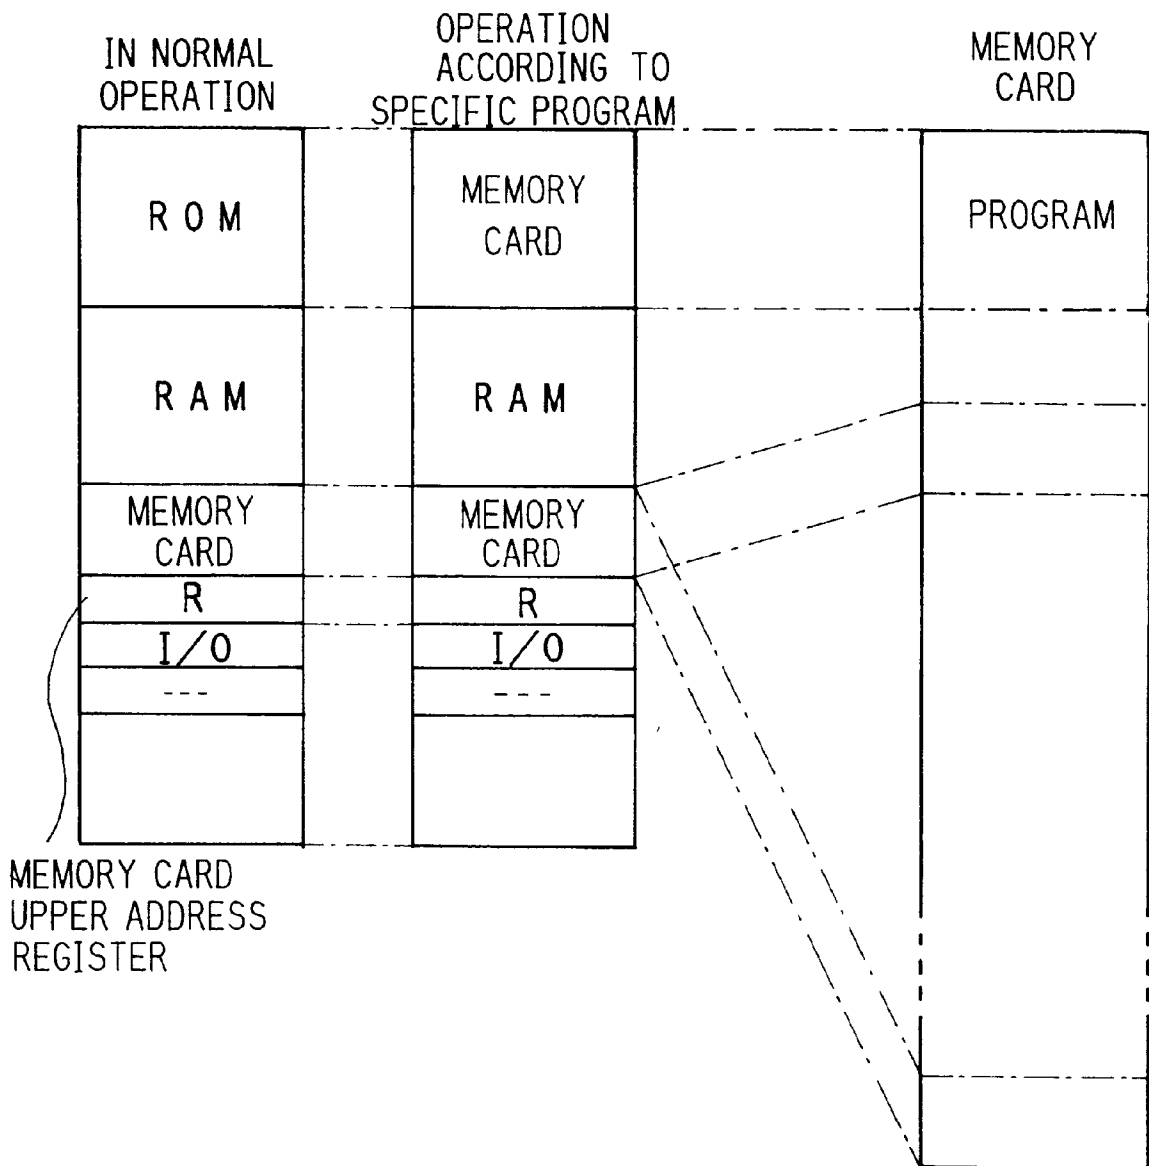 IN NORMAL
OPERATION
OPERATION
ACCORDING TO
SPECIFIC PROGRAM
MEMORY
CARD
ROM
MEMORY
CARD
PROGRAM
RAM
RAM
MEMORY
CARD
MEMORY
CARD
R
R
I/O
I/O
---
---
MEMORY CARD
UPPER ADDRESS
REGISTER